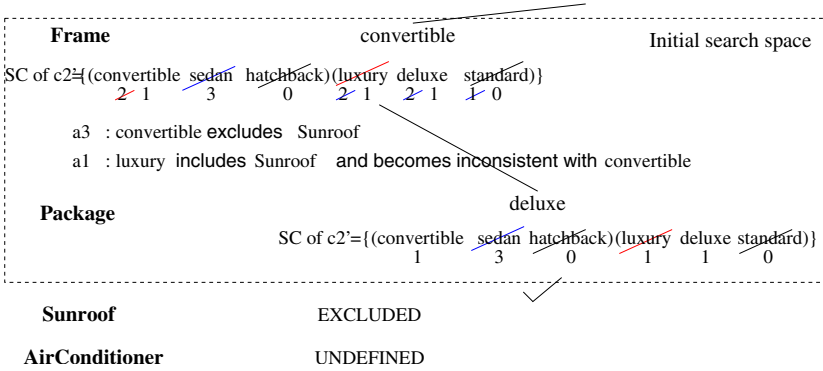 Frame convertible Initial search space
SC of c2'={(convertible sedan hatchback)(luxury deluxe standard)}
2 1 3 0 2 1 2 1 1 0
a3 : convertible excludes Sunroof
a1 : luxury includes Sunroof and becomes inconsistent with convertible
deluxe
Package
SC of c2'={(convertible sedan hatchback)(luxury deluxe standard)}
1 3 0 1 1 0
Sunroof EXCLUDED
AirConditioner UNDEFINED